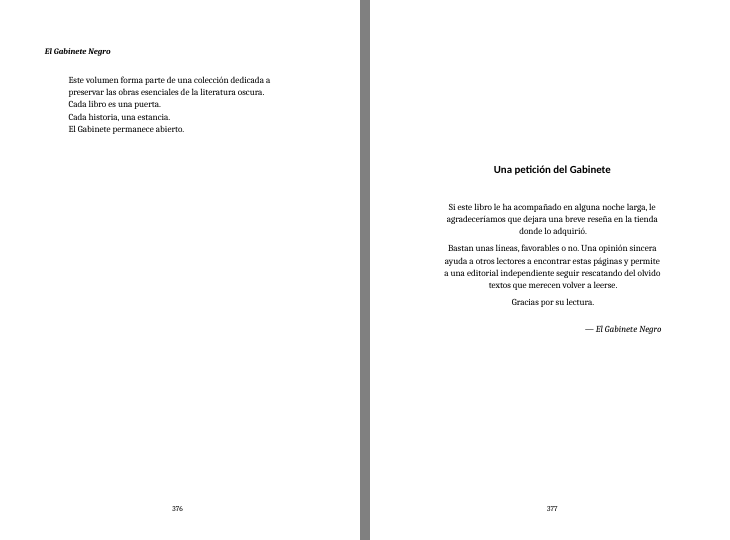 El Gabinete Negro
Este volumen forma parte de una colección dedicada a
preservar las obras esenciales de la literatura oscura.
Cada libro es una puerta.
Cada historia, una estancia.
El Gabinete permanece abierto.
376
Una petición del Gabinete
Si este libro le ha acompañado en alguna noche larga, le
agradeceríamos que dejara una breve reseña en la tienda
donde lo adquirió.
Bastan unas líneas, favorables o no. Una opinión sincera
ayuda a otros lectores a encontrar estas páginas y permite
a una editorial independiente seguir rescatando del olvido
textos que merecen volver a leerse.
Gracias por su lectura.
— El Gabinete Negro
377